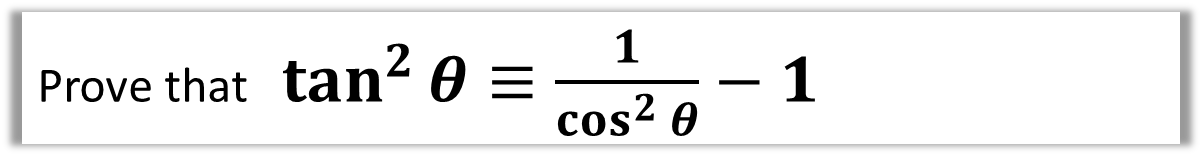 Prove that tan² θ ≡ 1/cos² θ − 1